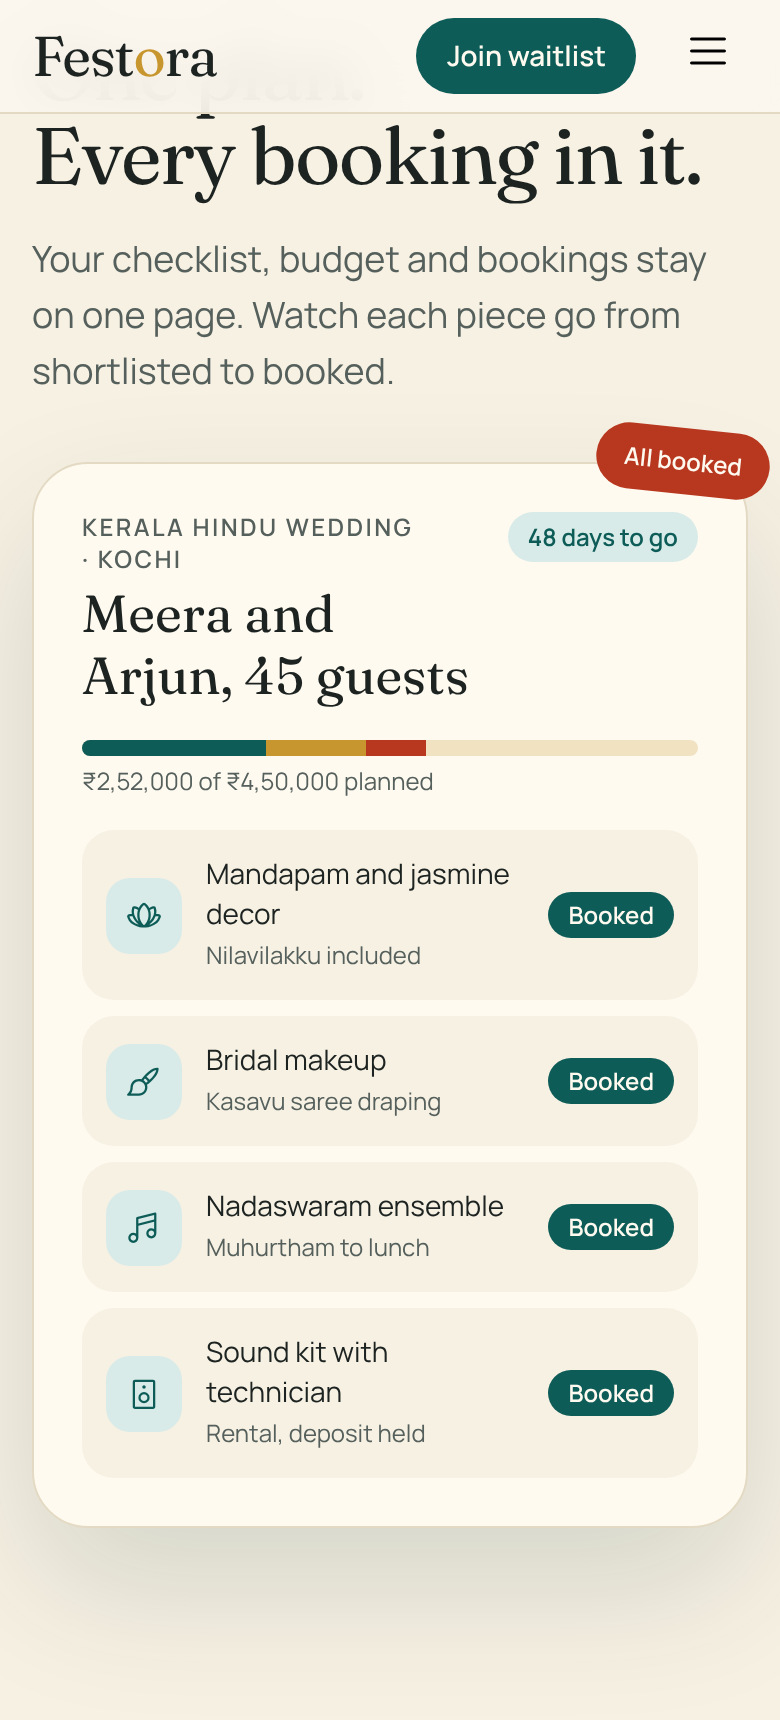 Festora
Join waitlist
One plan.
Every booking in it.
Your checklist, budget and bookings stay
on one page. Watch each piece go from
shortlisted to booked.
All booked
KERALA HINDU WEDDING
· KOCHI
48 days to go
Meera and
Arjun, 45 guests
₹2,52,000 of ₹4,50,000 planned
Mandapam and jasmine
decor
Nilavilakku included
Booked
Bridal makeup
Kasavu saree draping
Booked
Nadaswaram ensemble
Muhurtham to lunch
Booked
Sound kit with
technician
Rental, deposit held
Booked